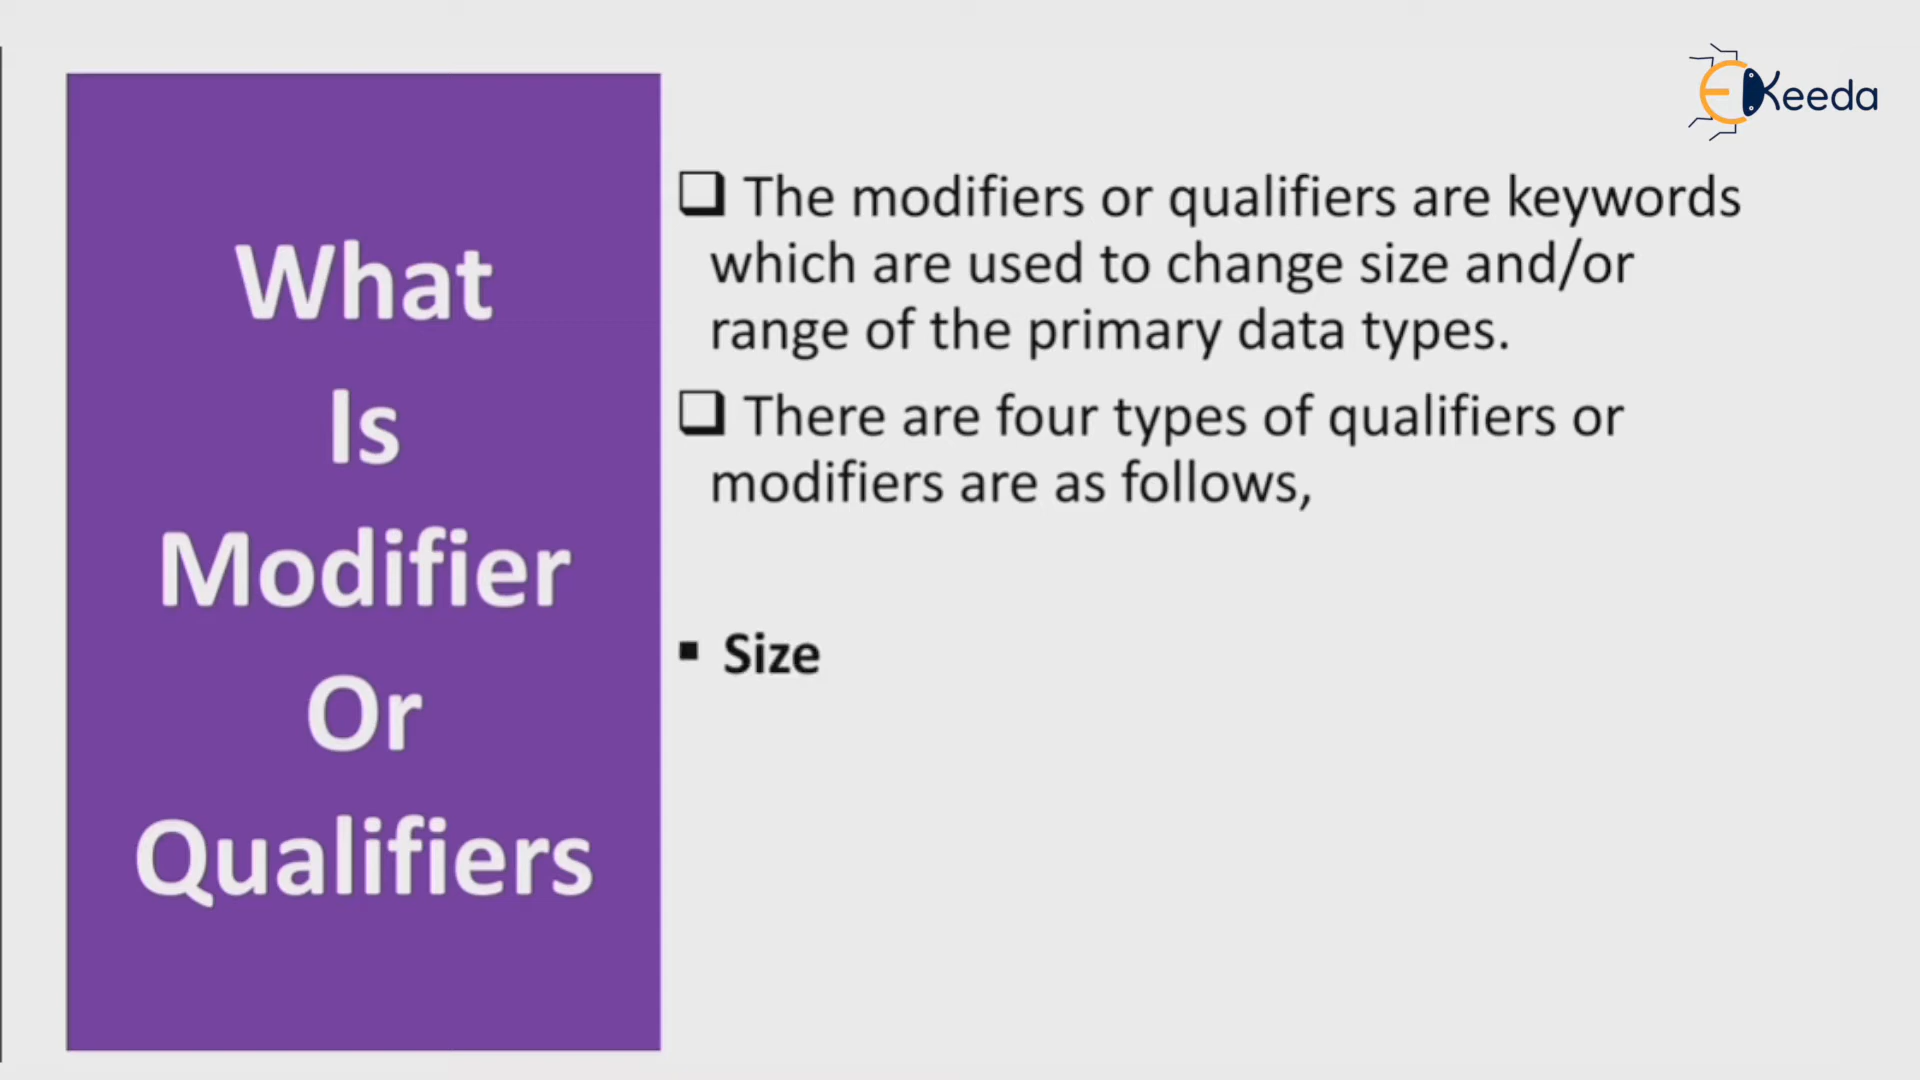 What
Is
Modifier
Or
Qualifiers
EKeeda
The modifiers or qualifiers are keywords
which are used to change size and/or
range of the primary data types.
There are four types of qualifiers or
modifiers are as follows,
Size